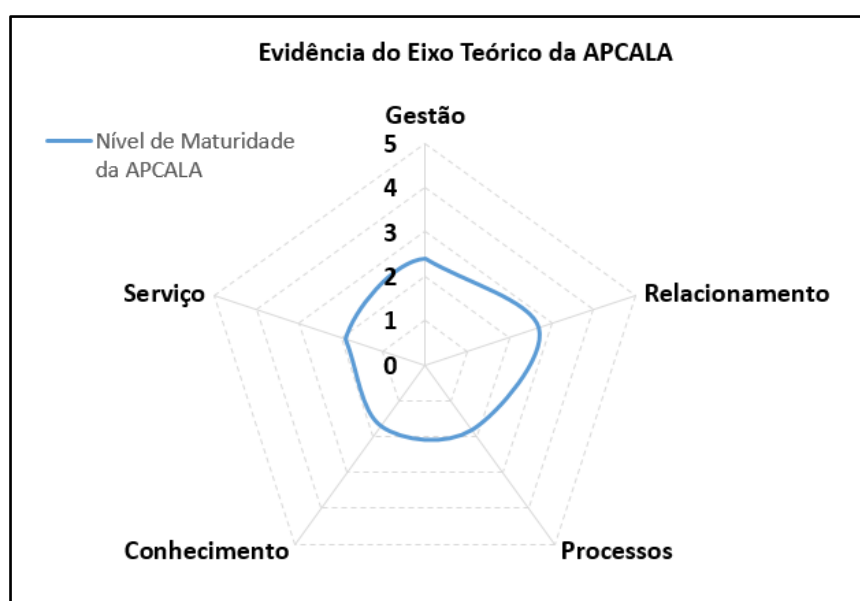 Evidência do Eixo Teórico da APCALA
Gestão
Nível de Maturidade
da APCALA
5
4
3
2
1
0
Serviço
Relacionamento
Conhecimento
Processos